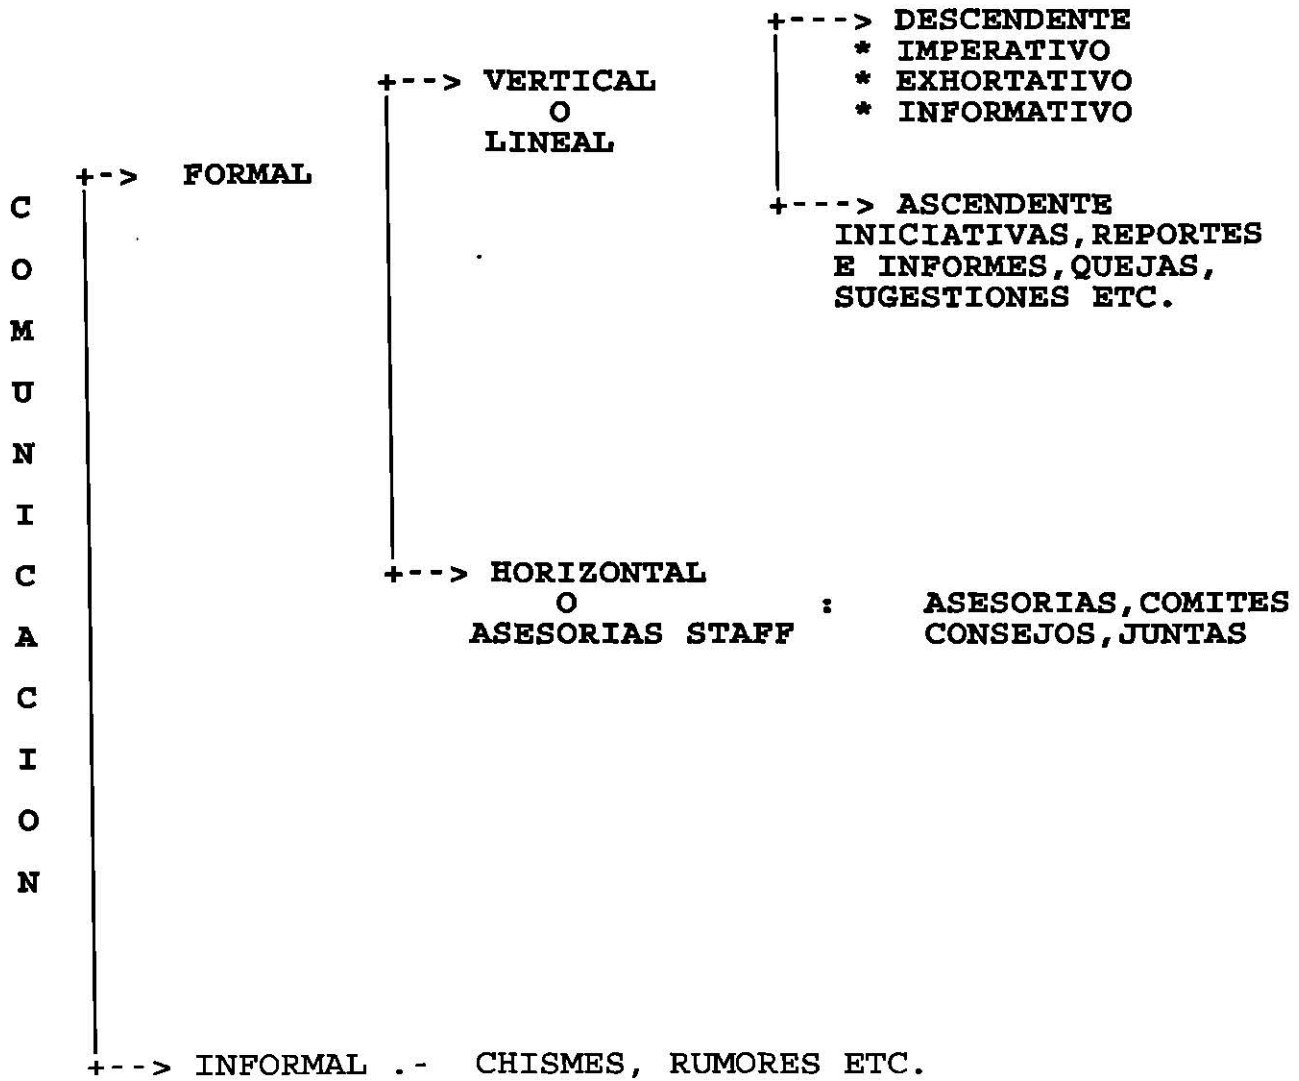 +---> DESCENDENTE
* IMPERATIVO
* EXHORTATIVO
* INFORMATIVO
+--> VERTICAL
O
LINEAL
+-> FORMAL
+---> ASCENDENTE
INICIATIVAS,REPORTES
E INFORMES,QUEJAS,
SUGESTIONES ETC.
C
O
M
U
N
I
C
A
C
I
O
N
+--> HORIZONTAL
O
ASESORIAS STAFF : ASESORIAS,COMITES
CONSEJOS,JUNTAS
+--> INFORMAL .- CHISMES, RUMORES ETC.